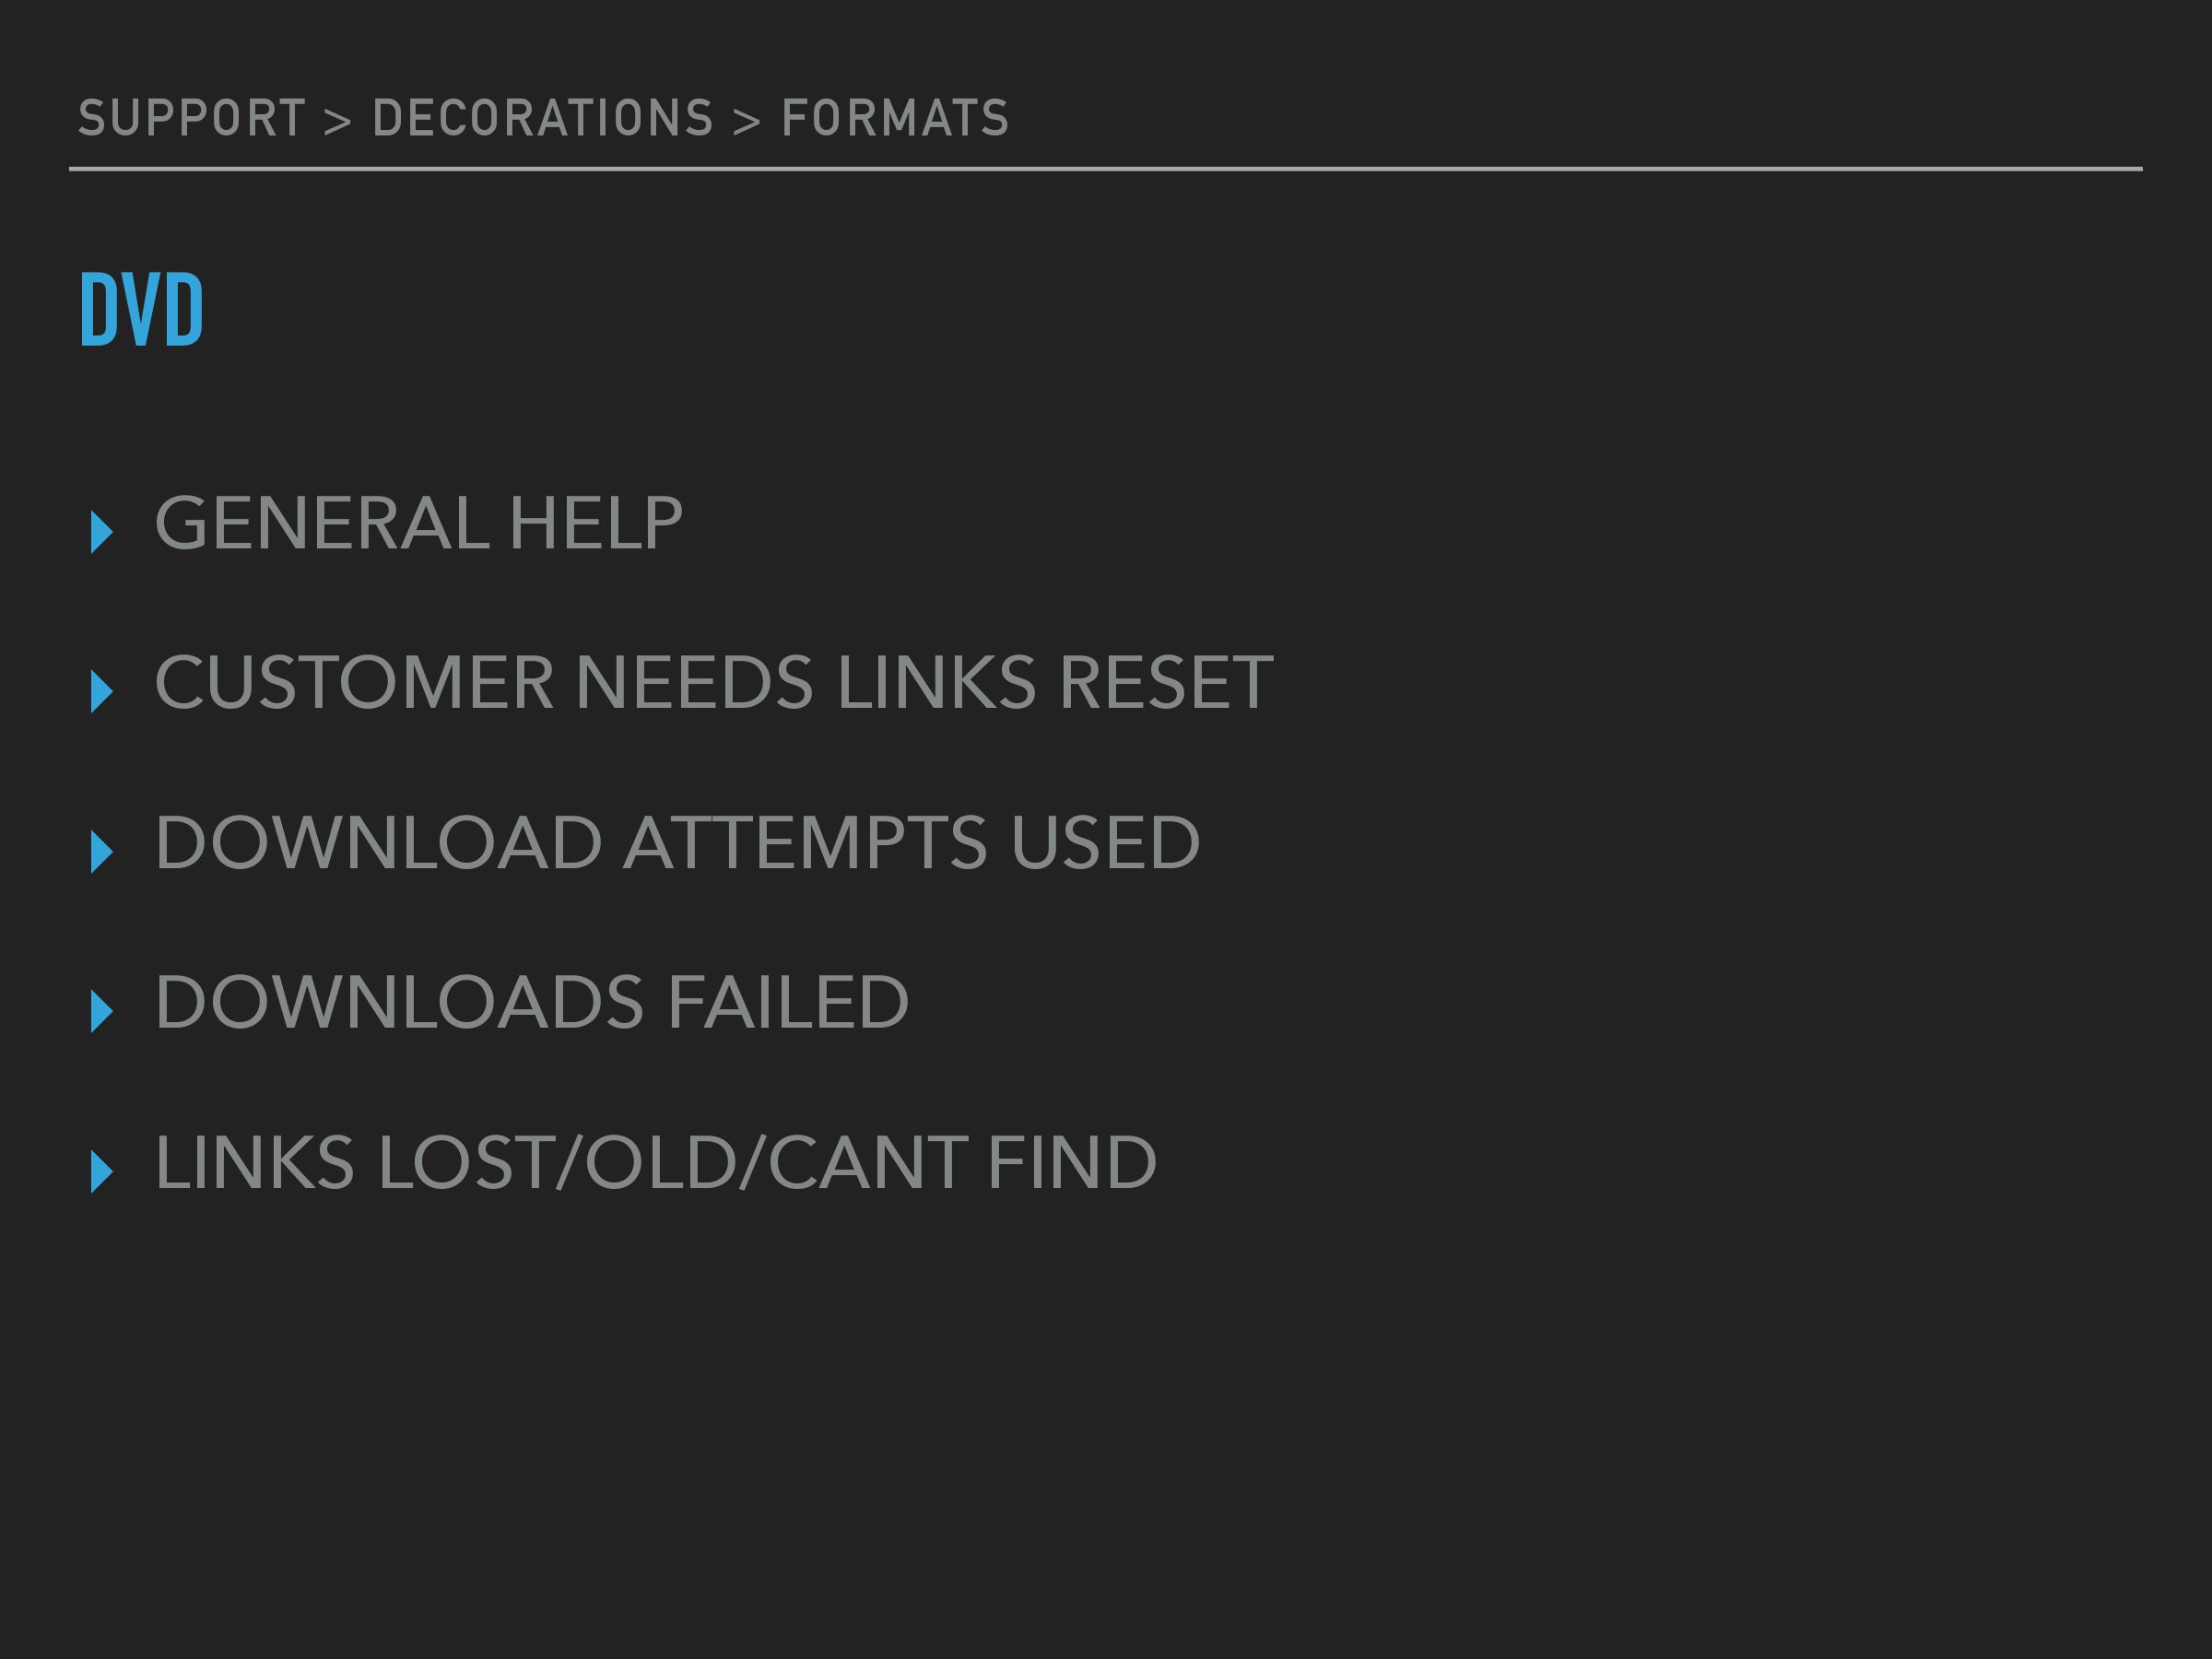 SUPPORT > DECORATIONS > FORMATS
DVD
GENERAL HELP
CUSTOMER NEEDS LINKS RESET
DOWNLOAD ATTEMPTS USED
DOWNLOADS FAILED
LINKS LOST/OLD/CANT FIND